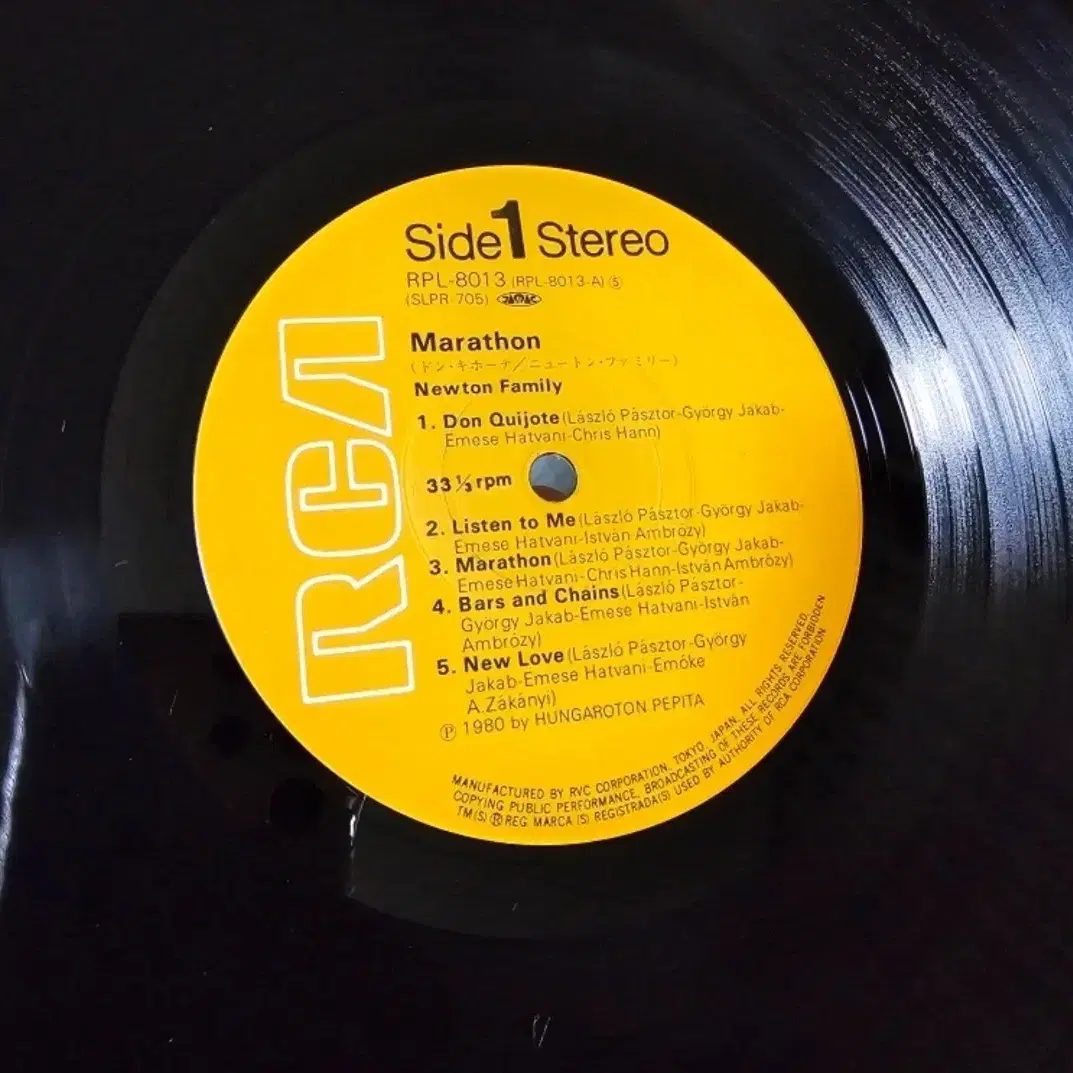 Side 1 Stereo
RPL-8013 (RPL-8013-A) Ⓢ
(SLPR-705) JASRAC
Marathon
(ドン・キホーテ/ニュートン・ファミリー)
Newton Family
1. Don Quijote (László Pásztor-György Jakab-
Emese Hatvani-Chris Hann)
33 1/3 rpm
2. Listen to Me (László Pásztor-György Jakab-
Emese Hatvani-István Ambrózy)
3. Marathon (László Pásztor-György Jakab-
Emese Hatvani-Chris Hann-István Ambrózy)
4. Bars and Chains (László Pásztor-
György Jakab-Emese Hatvani-István
Ambrózy)
5. New Love (László Pásztor-György
Jakab-Emese Hatvani-Emőke
A.Zákányi)
℗ 1980 by HUNGAROTON PEPITA
RCA
MANUFACTURED BY RVC CORPORATION, TOKYO, JAPAN. ALL RIGHTS RESERVED.
COPYING PUBLIC PERFORMANCE, BROADCASTING OF THESE RECORDS ARE FORBIDDEN
TM(S) ® REG. MARCA (S) REGISTRADA(S) USED BY AUTHORITY OF RCA CORPORATION